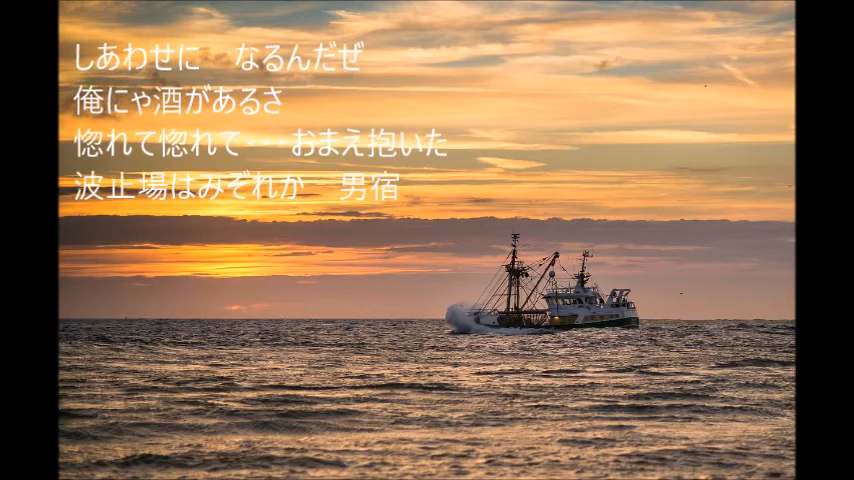 しあわせに　なるんだぜ
俺にゃ酒があるさ
惚れて惚れて・・・おまえ抱いた
波止場はみぞれか　男宿